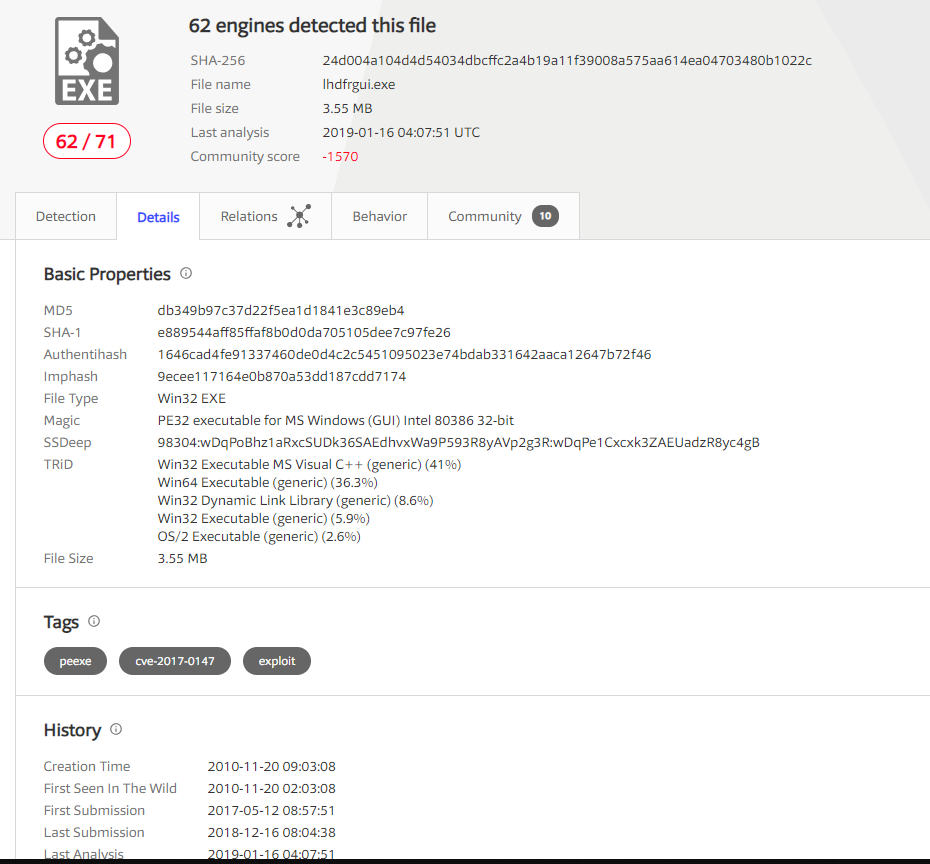 62 engines detected this file
EXE
62 / 71
SHA-256 24d004a104d4d54034dbcffc2a4b19a11f39008a575aa614ea04703480b1022c
File name lhdfrgui.exe
File size 3.55 MB
Last analysis 2019-01-16 04:07:51 UTC
Community score -1570
Detection Details Relations Behavior Community 10
Basic Properties
MD5 db349b97c37d22f5ea1d1841e3c89eb4
SHA-1 e889544aff85ffaf8b0d0da705105dee7c97fe26
Authentihash 1646cad4fe91337460de0d4c2c5451095023e74bdab331642aaca12647b72f46
Imphash 9ecee117164e0b870a53dd187cdd7174
File Type Win32 EXE
Magic PE32 executable for MS Windows (GUI) Intel 80386 32-bit
SSDeep 98304:wDqPoBhz1aRxcSUDk36SAEdhvxWa9P593R8yAVp2g3R:wDqPe1Cxcxk3ZAEUadzR8yc4gB
TRiD Win32 Executable MS Visual C++ (generic) (41%)
Win64 Executable (generic) (36.3%)
Win32 Dynamic Link Library (generic) (8.6%)
Win32 Executable (generic) (5.9%)
OS/2 Executable (generic) (2.6%)
File Size 3.55 MB
Tags
peexe cve-2017-0147 exploit
History
Creation Time 2010-11-20 09:03:08
First Seen In The Wild 2010-11-20 02:03:08
First Submission 2017-05-12 08:57:51
Last Submission 2018-12-16 08:04:38
Last Analysis 2019-01-16 04:07:51